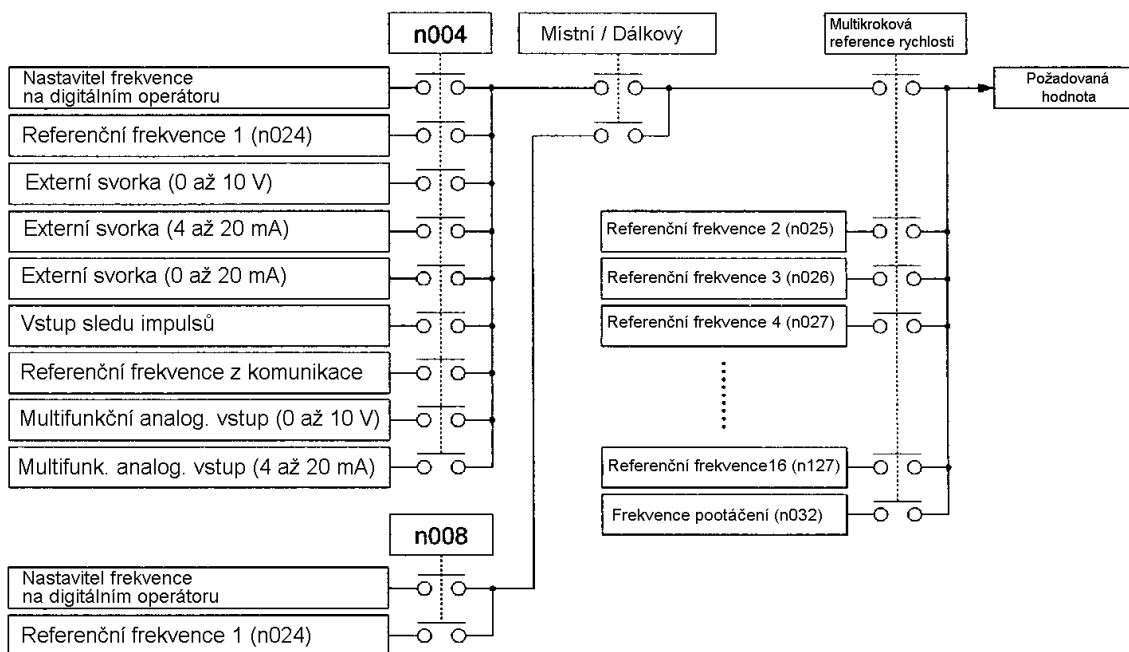 n004
Místní / Dálkový
Multikroková
reference rychlosti
Nastavitel frekvence
na digitálním operátoru
Požadovaná
hodnota
Referenční frekvence 1 (n024)
Externí svorka (0 až 10 V)
Externí svorka (4 až 20 mA)
Externí svorka (0 až 20 mA)
Vstup sledu impulsů
Referenční frekvence z komunikace
Multifunkční analog. vstup (0 až 10 V)
Multifunk. analog. vstup (4 až 20 mA)
Referenční frekvence 2 (n025)
Referenční frekvence 3 (n026)
Referenční frekvence 4 (n027)
Referenční frekvence16 (n127)
Frekvence pootáčení (n032)
n008
Nastavitel frekvence
na digitálním operátoru
Referenční frekvence 1 (n024)